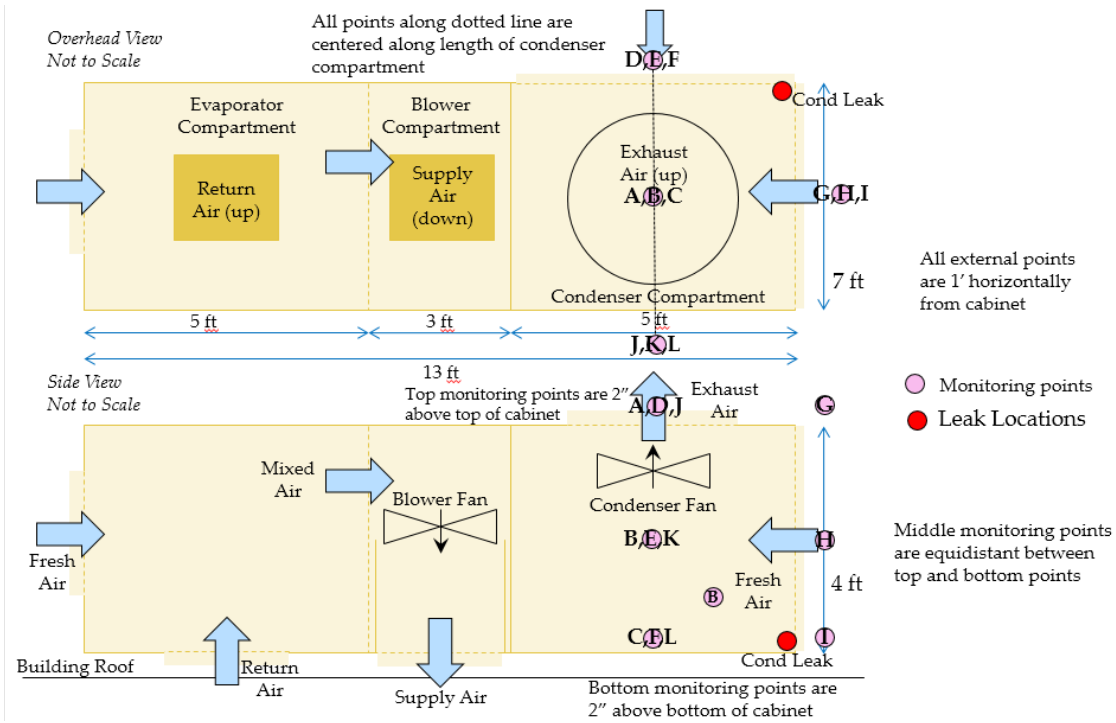 Overhead View
Not to Scale
All points along dotted line are
centered along length of condenser
compartment
D,E,F
Cond Leak
Evaporator
Compartment
Blower
Compartment
Exhaust
Air (up)
Return
Air (up)
Supply
Air
(down)
A,B,C
G,H,I
All external points
are 1’ horizontally
from cabinet
7 ft
Condenser Compartment
5 ft
3 ft
5 ft
J,K,L
13 ft
Side View
Not to Scale
Top monitoring points are 2”
above top of cabinet
Exhaust
Air
A,D,J
G
Monitoring points
Leak Locations
Mixed
Air
Blower Fan
Condenser Fan
B,E,K
H
Middle monitoring points
are equidistant between
top and bottom points
Fresh
Air
Fresh
Air
B
4 ft
C,F,L
I
Cond Leak
Building Roof
Return
Air
Supply Air
Bottom monitoring points are
2” above bottom of cabinet